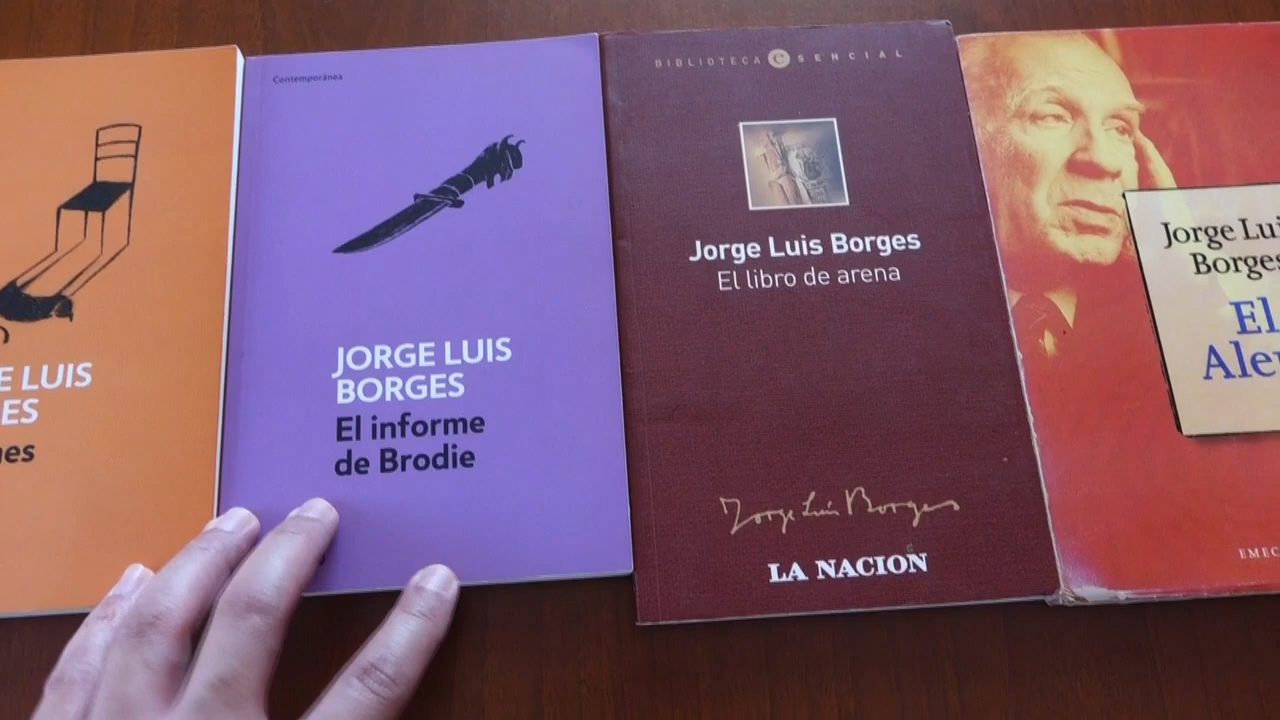 E LUIS
ES
nes
Contemporánea
JORGE LUIS
BORGES
El informe
de Brodie
BIBLIOTECA ESENCIAL
Jorge Luis Borges
El libro de arena
Jorge Luis Borges
LA NACION
Jorge Lui
Borges
El
Ale
EMEC